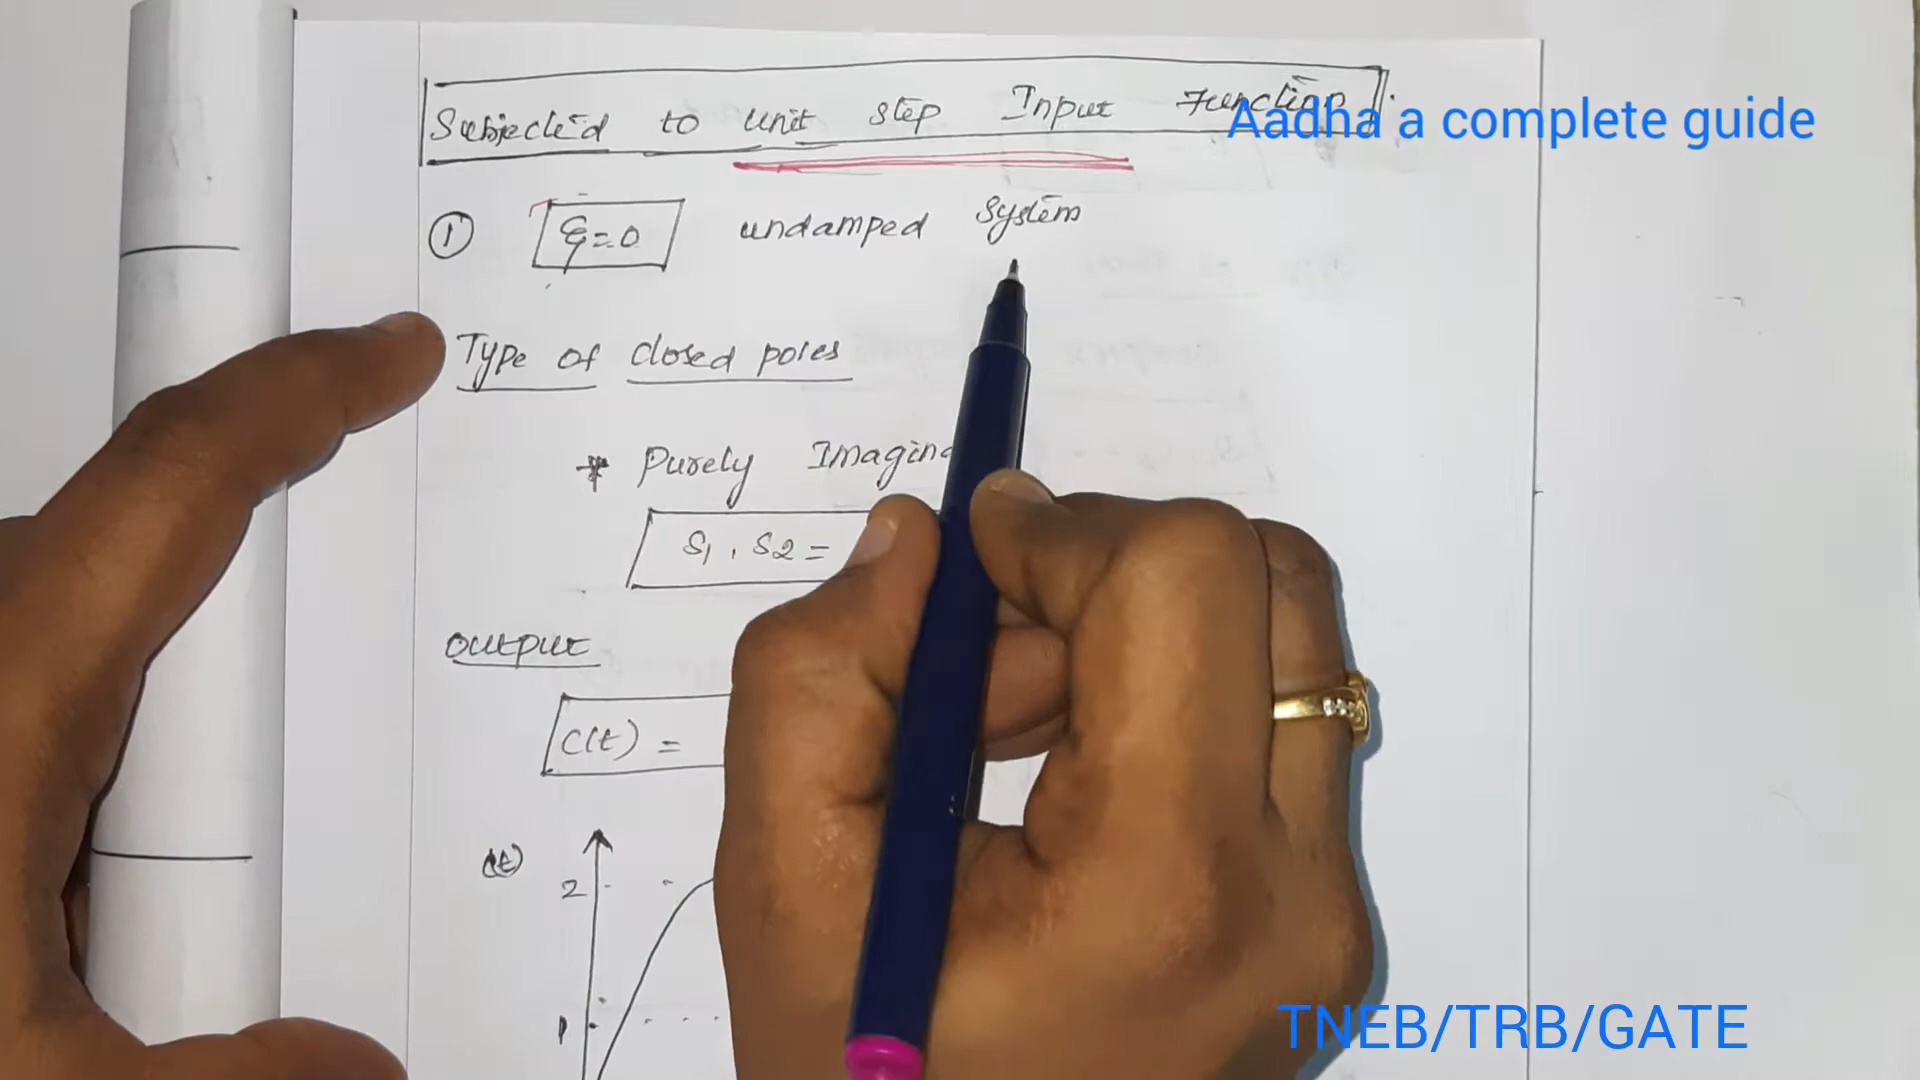 Subjected to unit step Input Function
Aadha a complete guide
① ξ=0 undamped System
Type of closed poles
* Purely
S1, S2 =
output
C(t) =
C(t)
2
1
TNEB/TRB/GATE